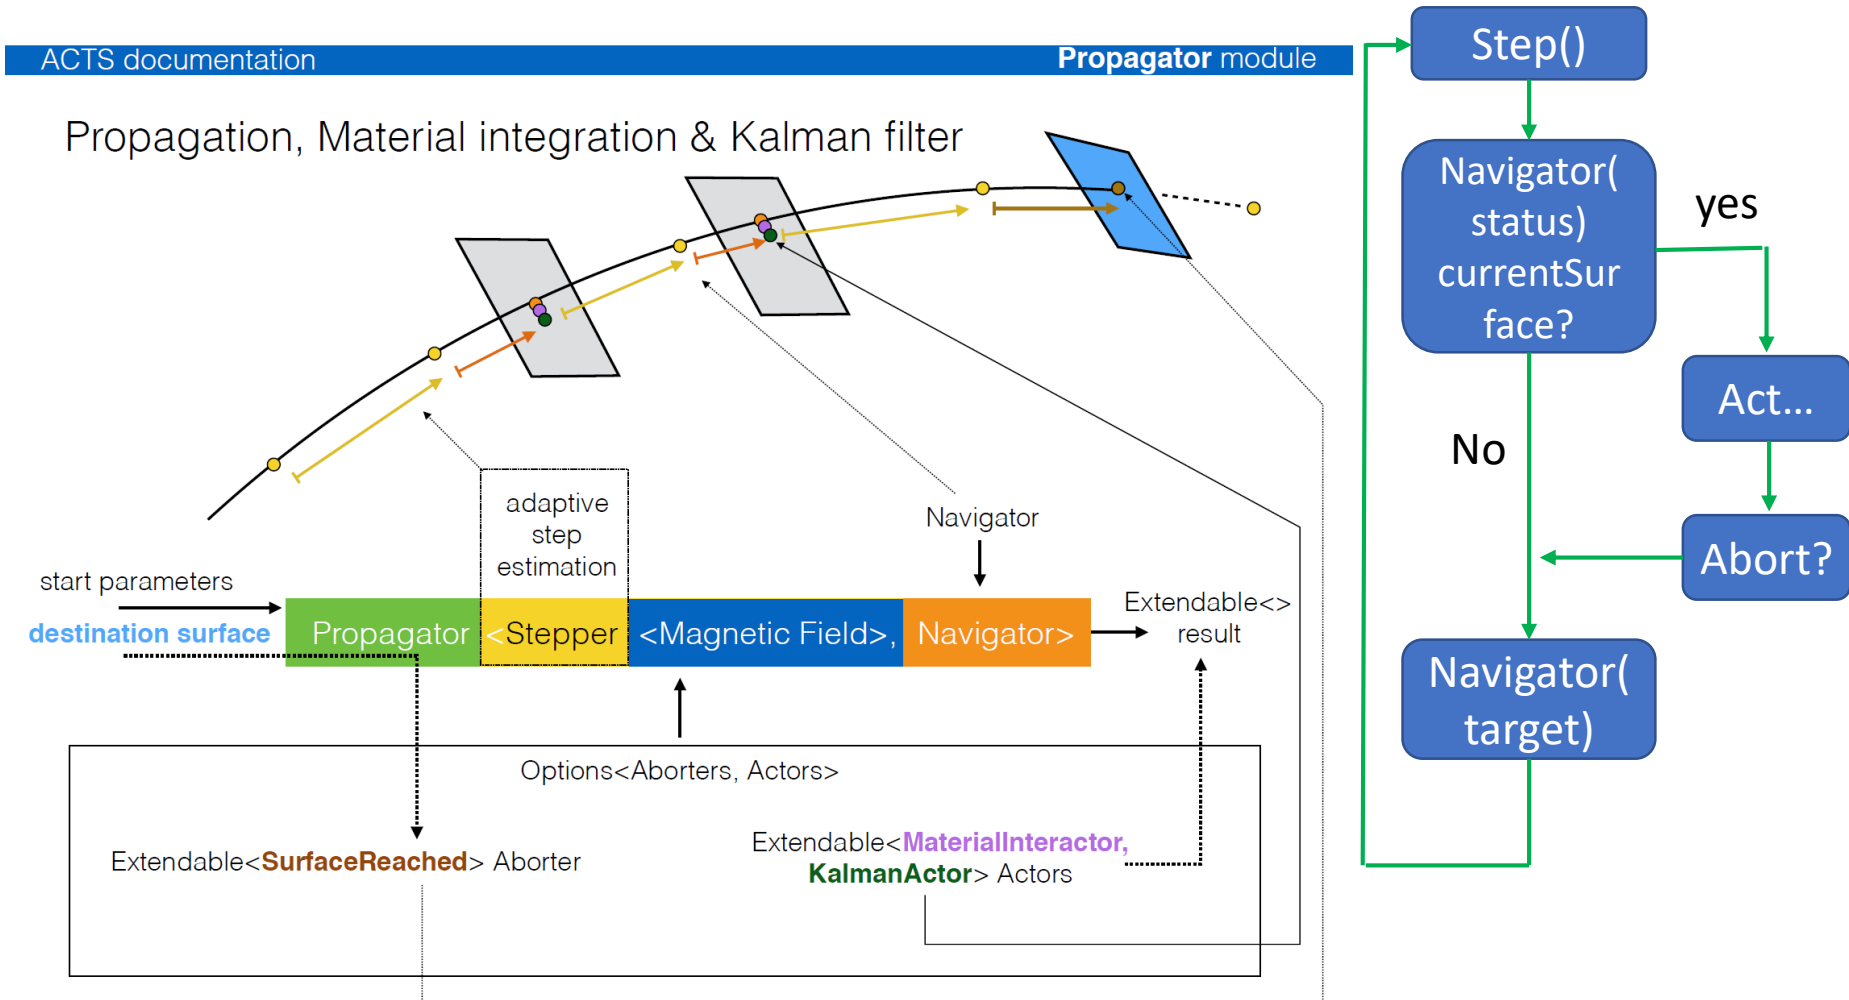 ACTS documentation
Propagator module
Propagation, Material integration & Kalman filter
adaptive
step
estimation
Navigator
start parameters
destination surface
Propagator <Stepper <Magnetic Field>, Navigator>
Extendable<>
result
Options<Aborters, Actors>
Extendable<SurfaceReached> Aborter
Extendable<MaterialInteractor,
KalmanActor> Actors
Step()
Navigator(
status)
currentSur
face?
yes
No
Act...
Abort?
Navigator(
target)